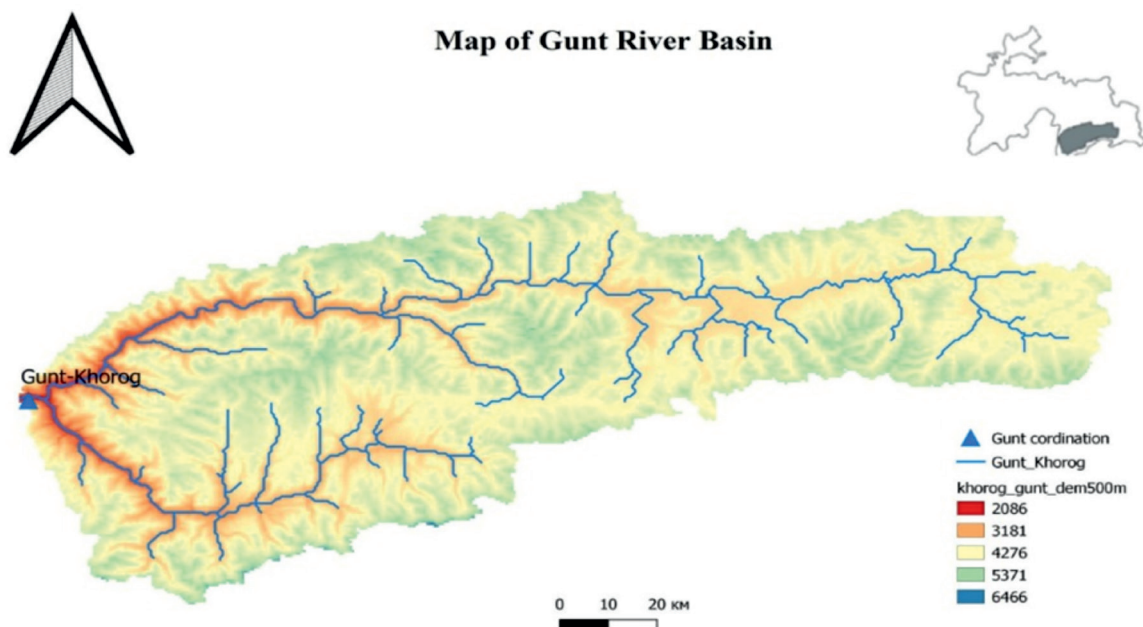 Map of Gunt River Basin
Gunt-Khorog
Gunt cordination
Gunt_Khorog
khorog_gunt_dem500m
2086
3181
4276
5371
6466
0 10 20 км